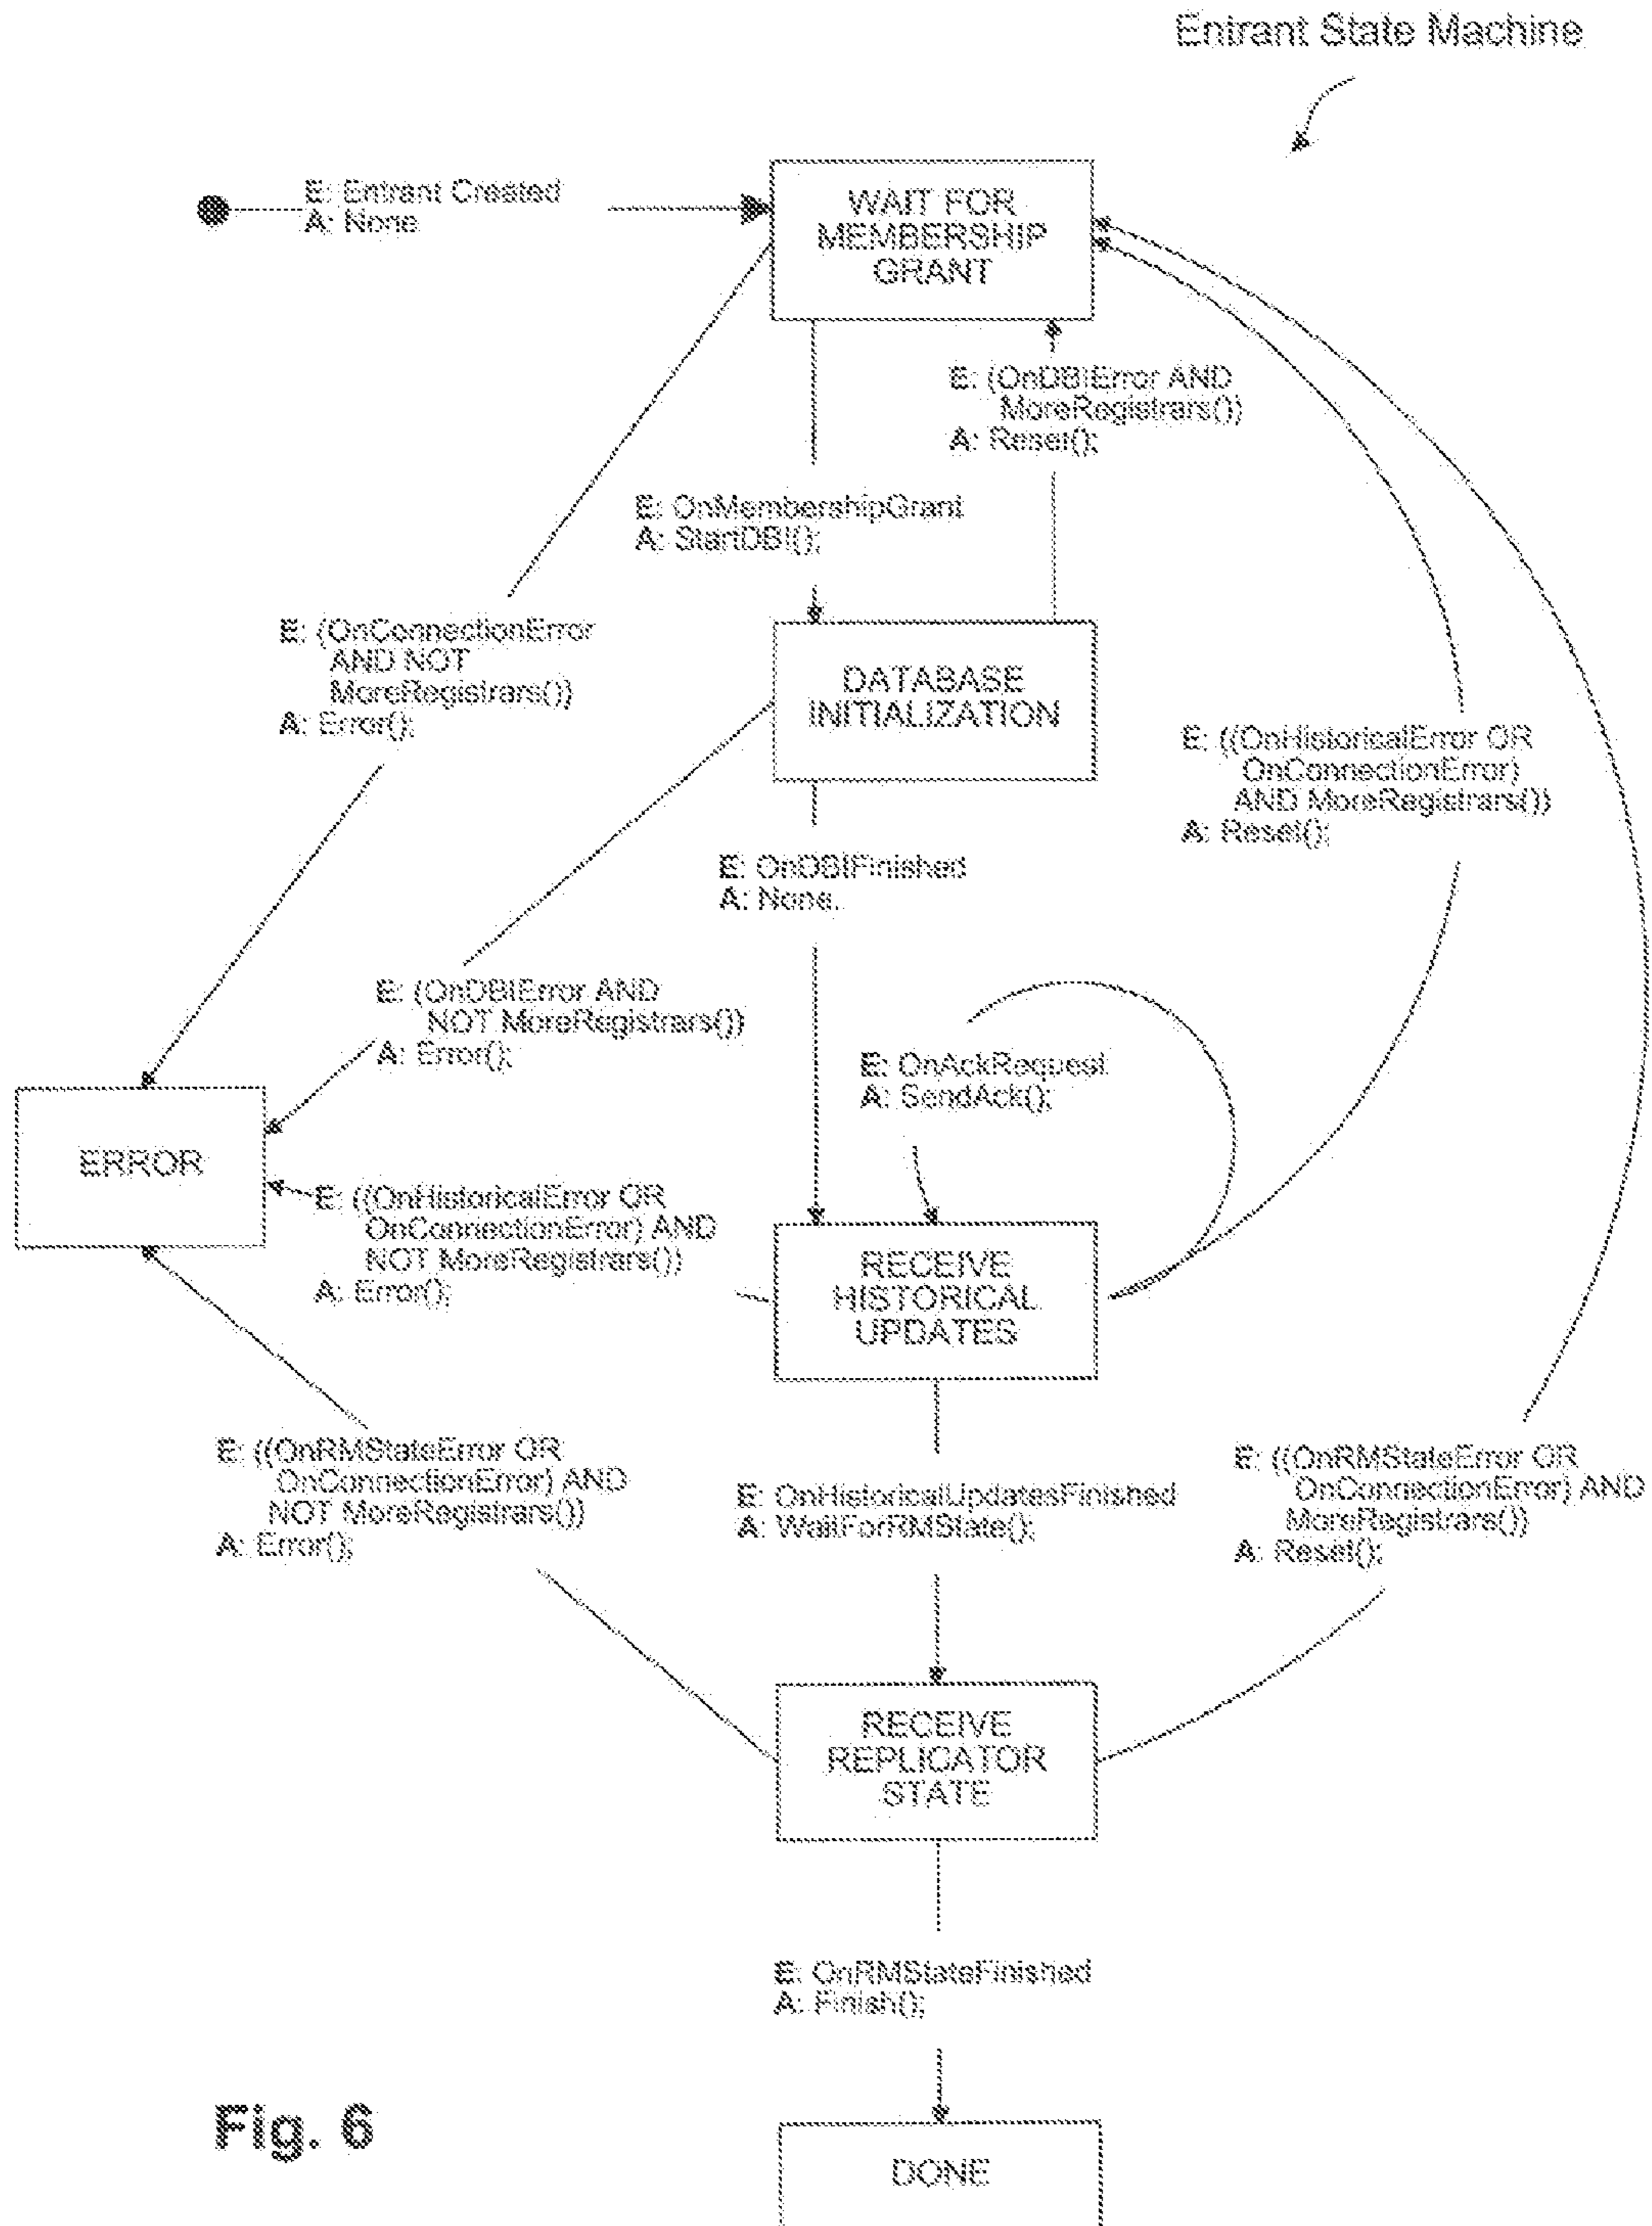 Entrant State Machine
E: Entrant Created
A: None
WAIT FOR
MEMBERSHIP
GRANT
E: (OnDBIError AND
MoreRegistrars())
A: Reset();
E: OnMembershipGrant
A: StartDBI();
E: (OnConnectionError
AND NOT
MoreRegistrars())
A: Error();
DATABASE
INITIALIZATION
E: ((OnHistoricalError OR
OnConnectionError)
AND MoreRegistrars())
A: Reset();
E: OnDBIFinished
A: None.
E: (OnDBIError AND
NOT MoreRegistrars())
A: Error();
E: OnAckRequest
A: SendAck();
ERROR
E: ((OnHistoricalError OR
OnConnectionError) AND
NOT MoreRegistrars())
A: Error();
RECEIVE
HISTORICAL
UPDATES
E: ((OnRMStateError OR
OnConnectionError) AND
NOT MoreRegistrars())
A: Error();
E: OnHistoricalUpdatesFinished
A: WaitForRMState();
E: ((OnRMStateError OR
OnConnectionError) AND
MoreRegistrars())
A: Reset();
RECEIVE
REPLICATOR
STATE
E: OnRMStateFinished
A: Finish();
Fig. 6
DONE